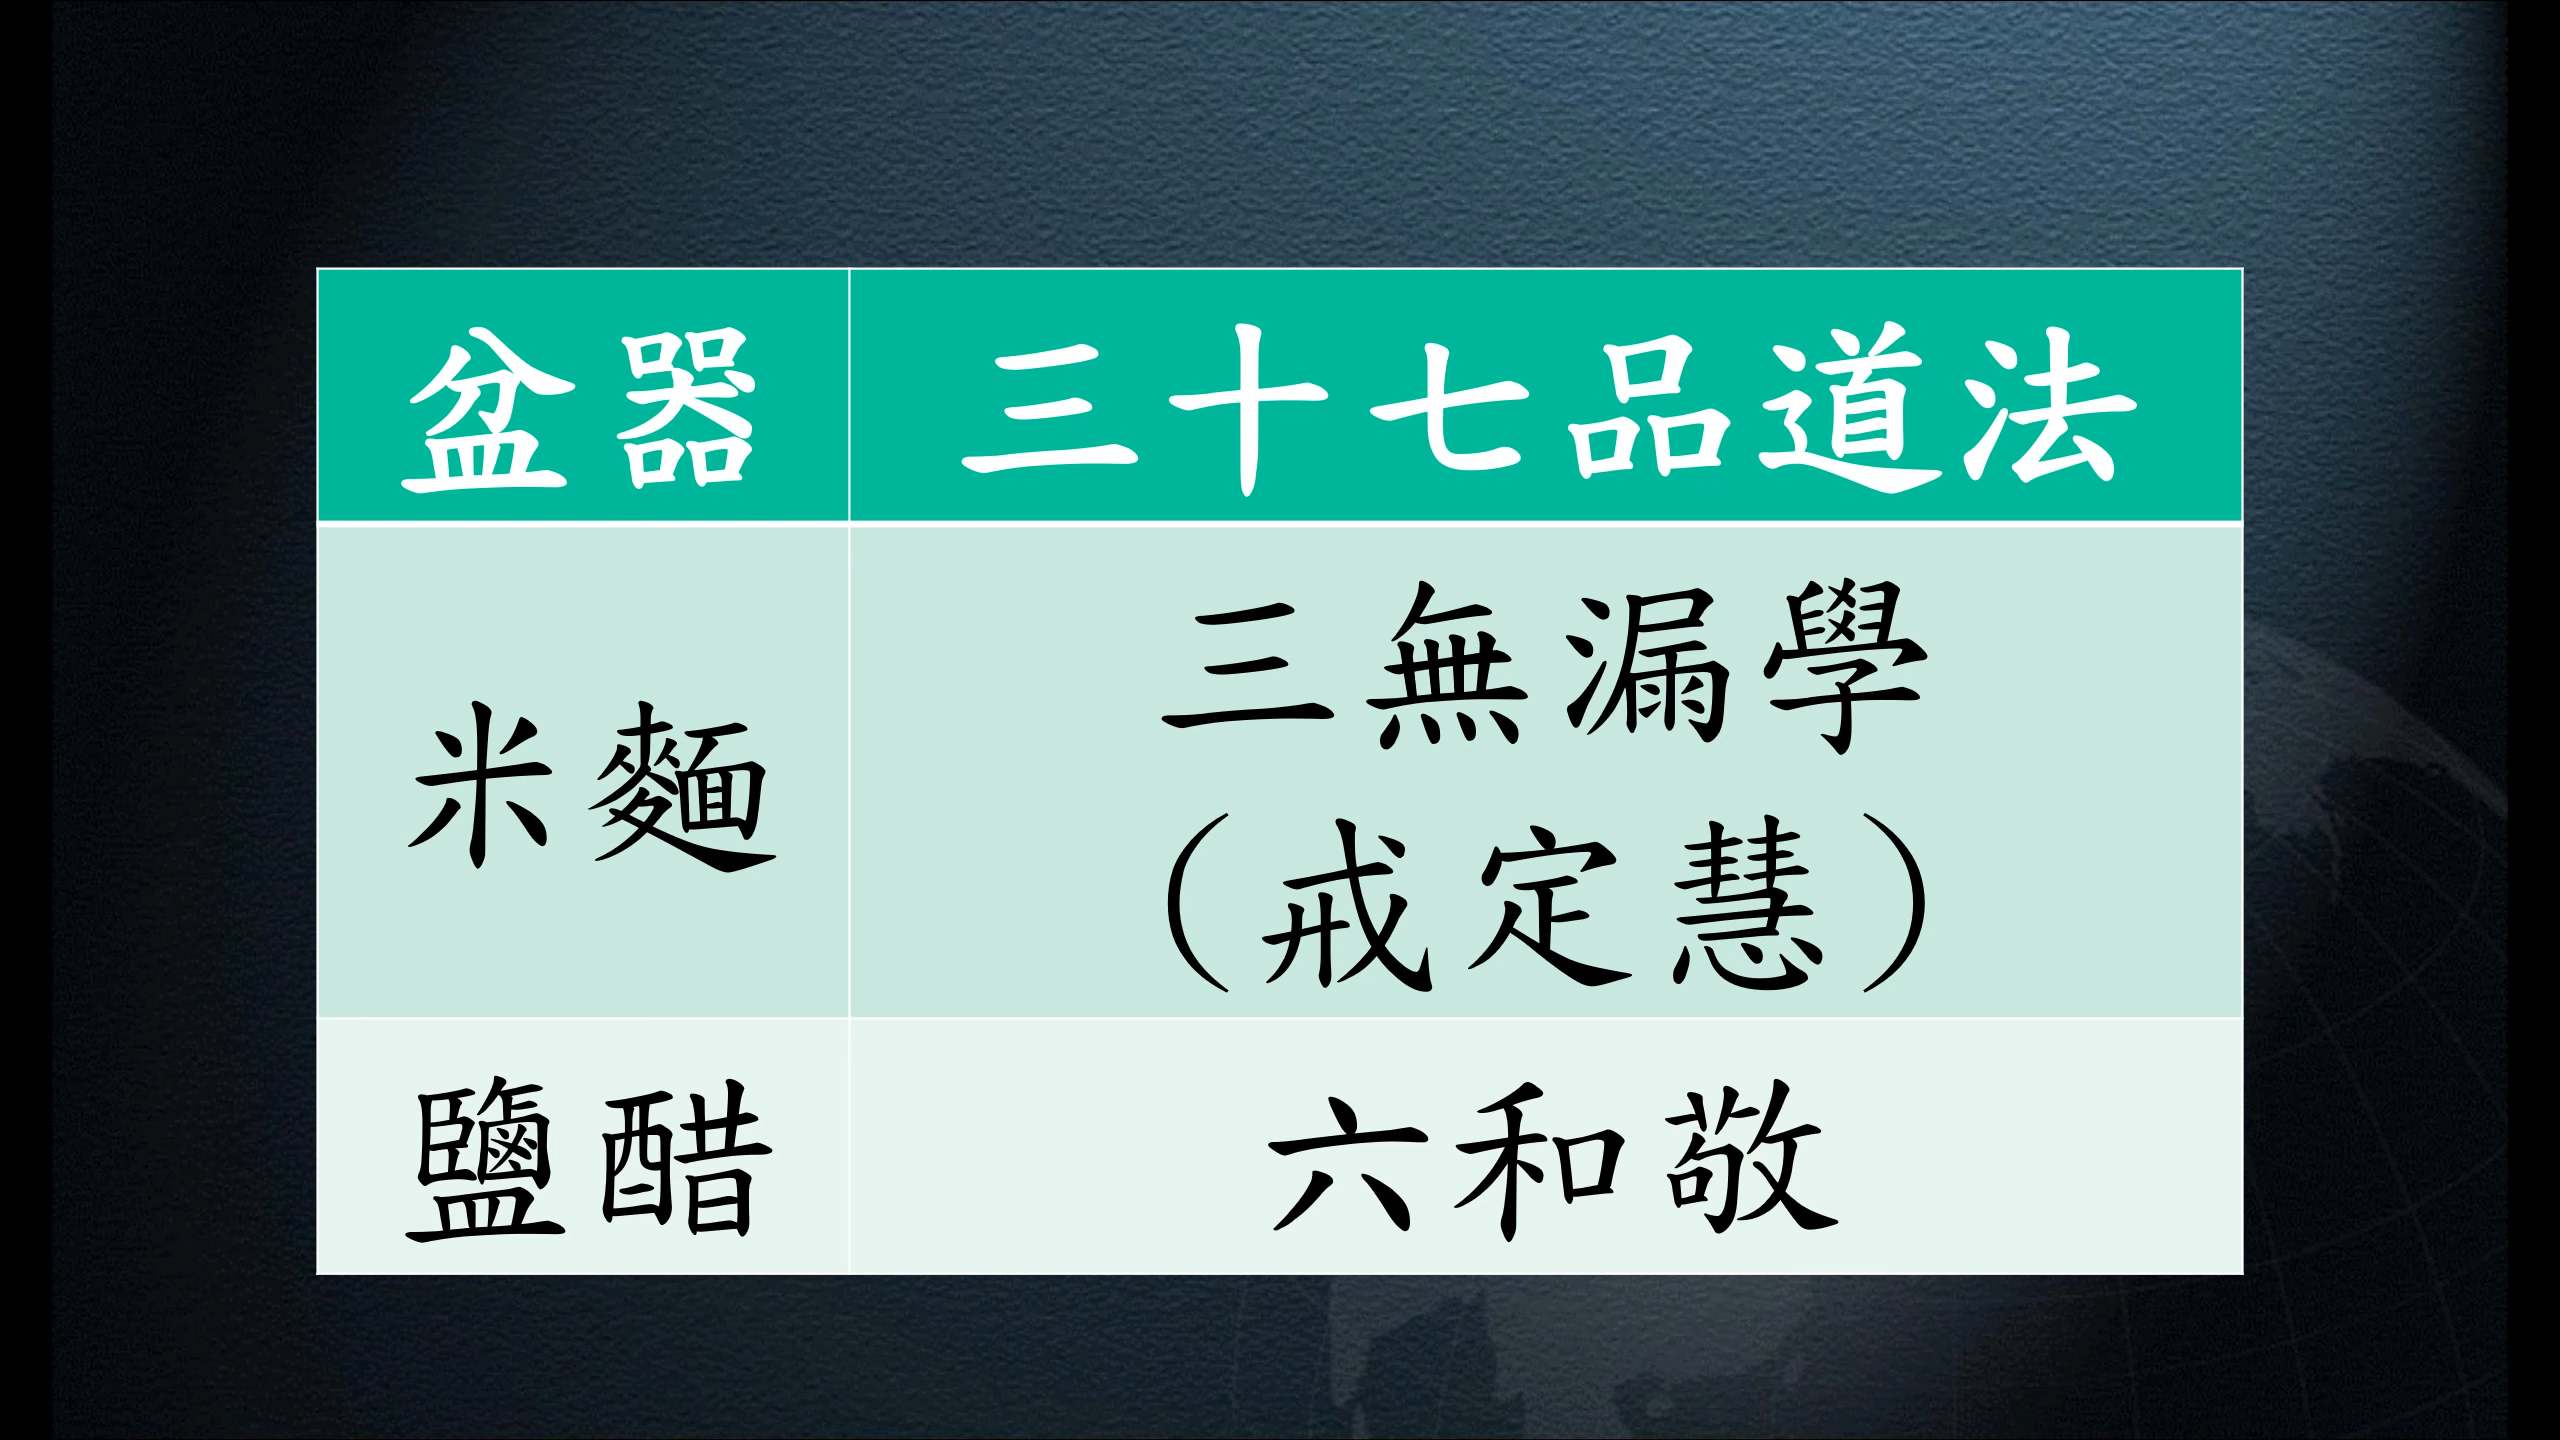 盆器 三十七品道法
米麵 三無漏學
（戒定慧）
鹽醋 六和敬